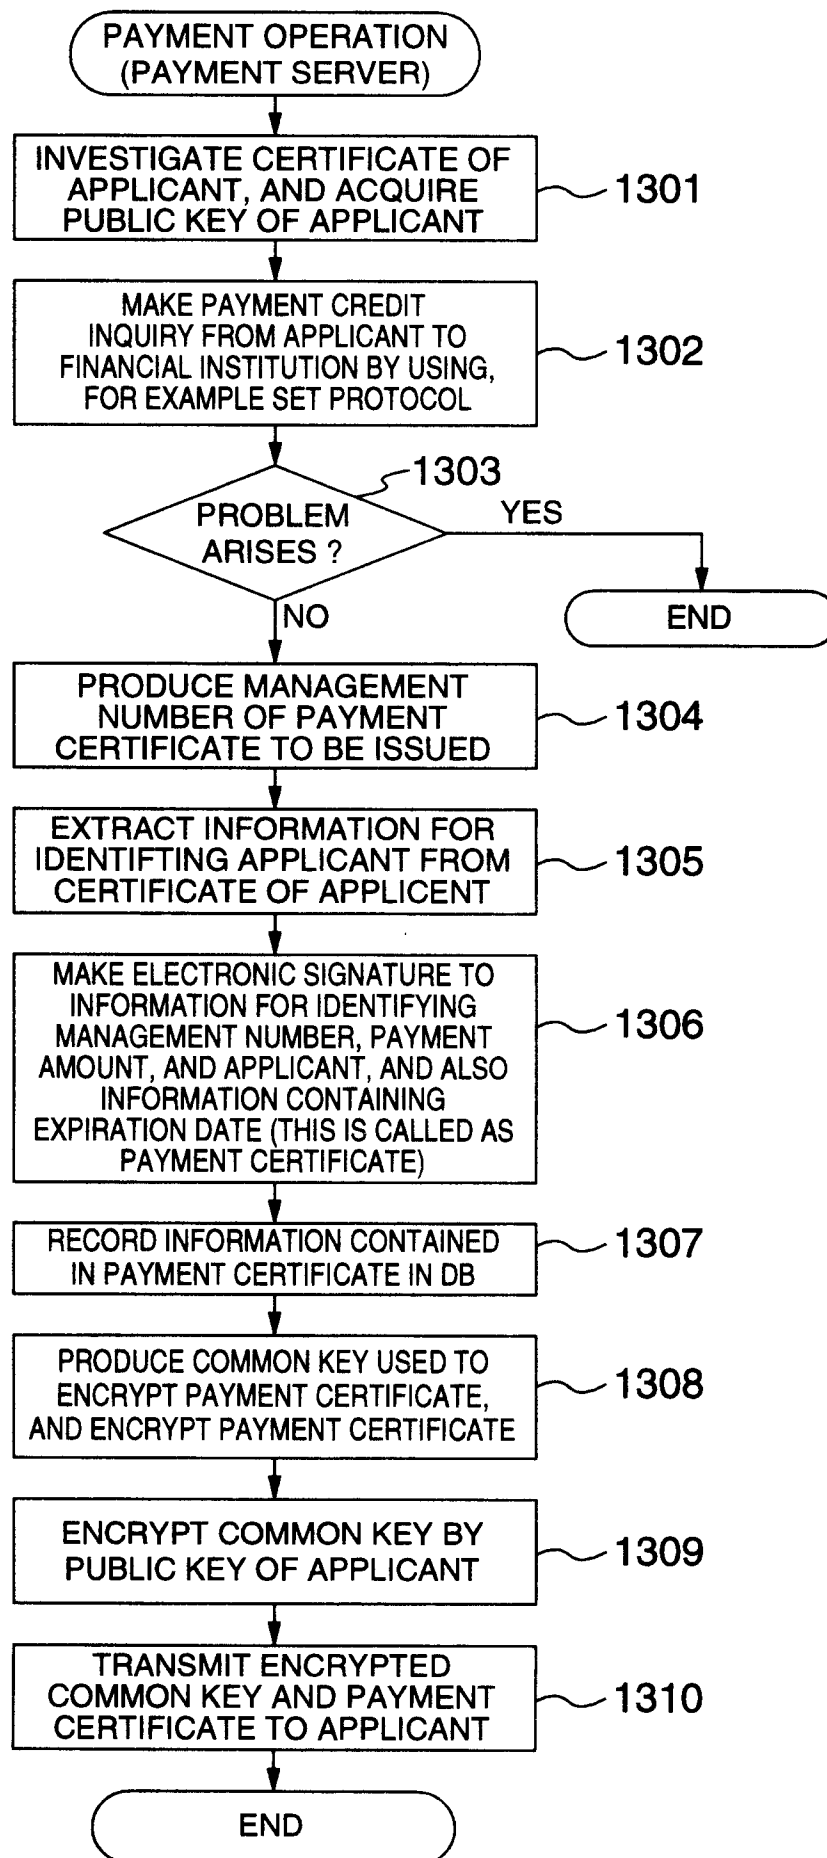 PAYMENT OPERATION
(PAYMENT SERVER)
INVESTIGATE CERTIFICATE OF
APPLICANT, AND ACQUIRE
PUBLIC KEY OF APPLICANT
1301
MAKE PAYMENT CREDIT
INQUIRY FROM APPLICANT TO
FINANCIAL INSTITUTION BY USING,
FOR EXAMPLE SET PROTOCOL
1302
1303
PROBLEM
ARISES ?
YES
END
NO
PRODUCE MANAGEMENT
NUMBER OF PAYMENT
CERTIFICATE TO BE ISSUED
1304
EXTRACT INFORMATION FOR
IDENTIFTING APPLICANT FROM
CERTIFICATE OF APPLICENT
1305
MAKE ELECTRONIC SIGNATURE TO
INFORMATION FOR IDENTIFYING
MANAGEMENT NUMBER, PAYMENT
AMOUNT, AND APPLICANT, AND ALSO
INFORMATION CONTAINING
EXPIRATION DATE (THIS IS CALLED AS
PAYMENT CERTIFICATE)
1306
RECORD INFORMATION CONTAINED
IN PAYMENT CERTIFICATE IN DB
1307
PRODUCE COMMON KEY USED TO
ENCRYPT PAYMENT CERTIFICATE,
AND ENCRYPT PAYMENT CERTIFICATE
1308
ENCRYPT COMMON KEY BY
PUBLIC KEY OF APPLICANT
1309
TRANSMIT ENCRYPTED
COMMON KEY AND PAYMENT
CERTIFICATE TO APPLICANT
1310
END